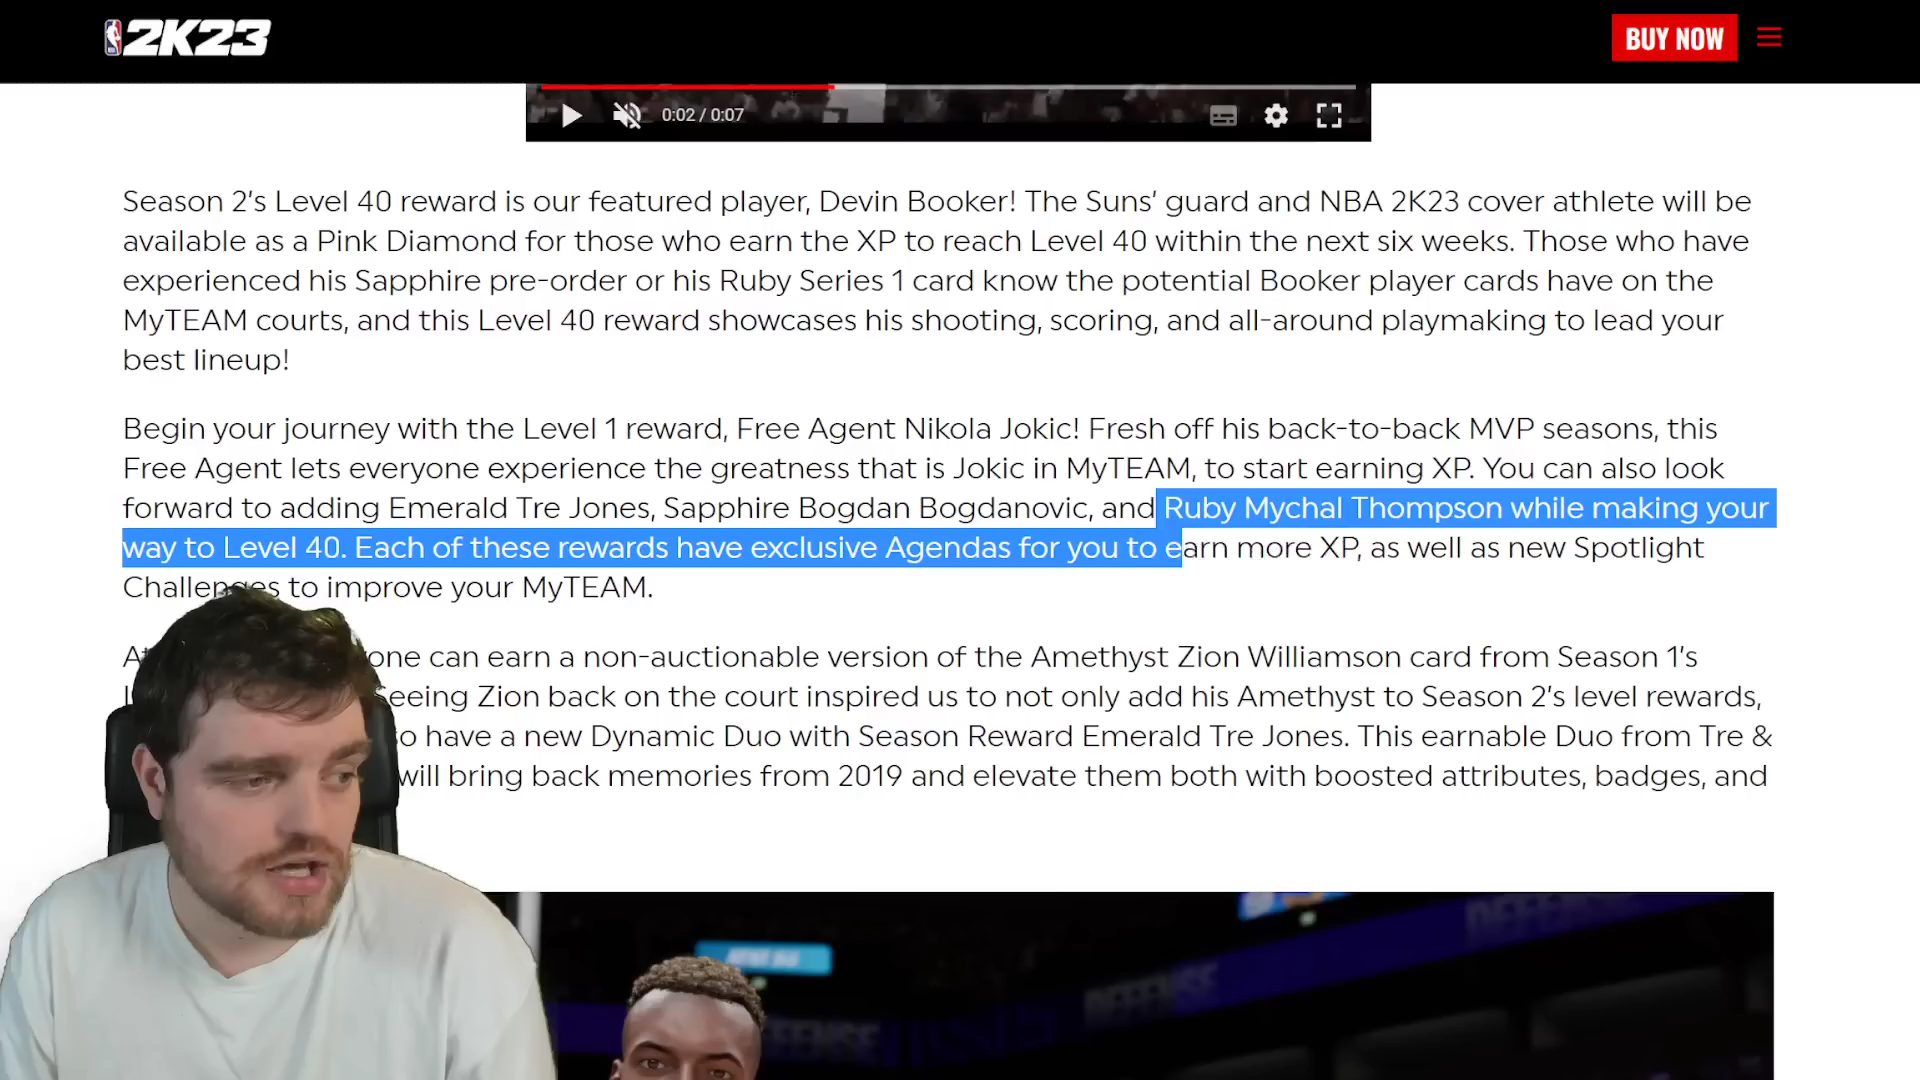 2K23
BUY NOW
0:02 / 0:07
Season 2's Level 40 reward is our featured player, Devin Booker! The Suns' guard and NBA 2K23 cover athlete will be
available as a Pink Diamond for those who earn the XP to reach Level 40 within the next six weeks. Those who have
experienced his Sapphire pre-order or his Ruby Series 1 card know the potential Booker player cards have on the
MyTEAM courts, and this Level 40 reward showcases his shooting, scoring, and all-around playmaking to lead your
best lineup!
Begin your journey with the Level 1 reward, Free Agent Nikola Jokic! Fresh off his back-to-back MVP seasons, this
Free Agent lets everyone experience the greatness that is Jokic in MyTEAM, to start earning XP. You can also look
forward to adding Emerald Tre Jones, Sapphire Bogdan Bogdanovic, and Ruby Mychal Thompson while making your
way to Level 40. Each of these rewards have exclusive Agendas for you to earn more XP, as well as new Spotlight
Challenges to improve your MyTEAM.
one can earn a non-auctionable version of the Amethyst Zion Williamson card from Season 1's
eeing Zion back on the court inspired us to not only add his Amethyst to Season 2's level rewards,
o have a new Dynamic Duo with Season Reward Emerald Tre Jones. This earnable Duo from Tre &
will bring back memories from 2019 and elevate them both with boosted attributes, badges, and
DEFENSE
DEFENSE
DEFENSE